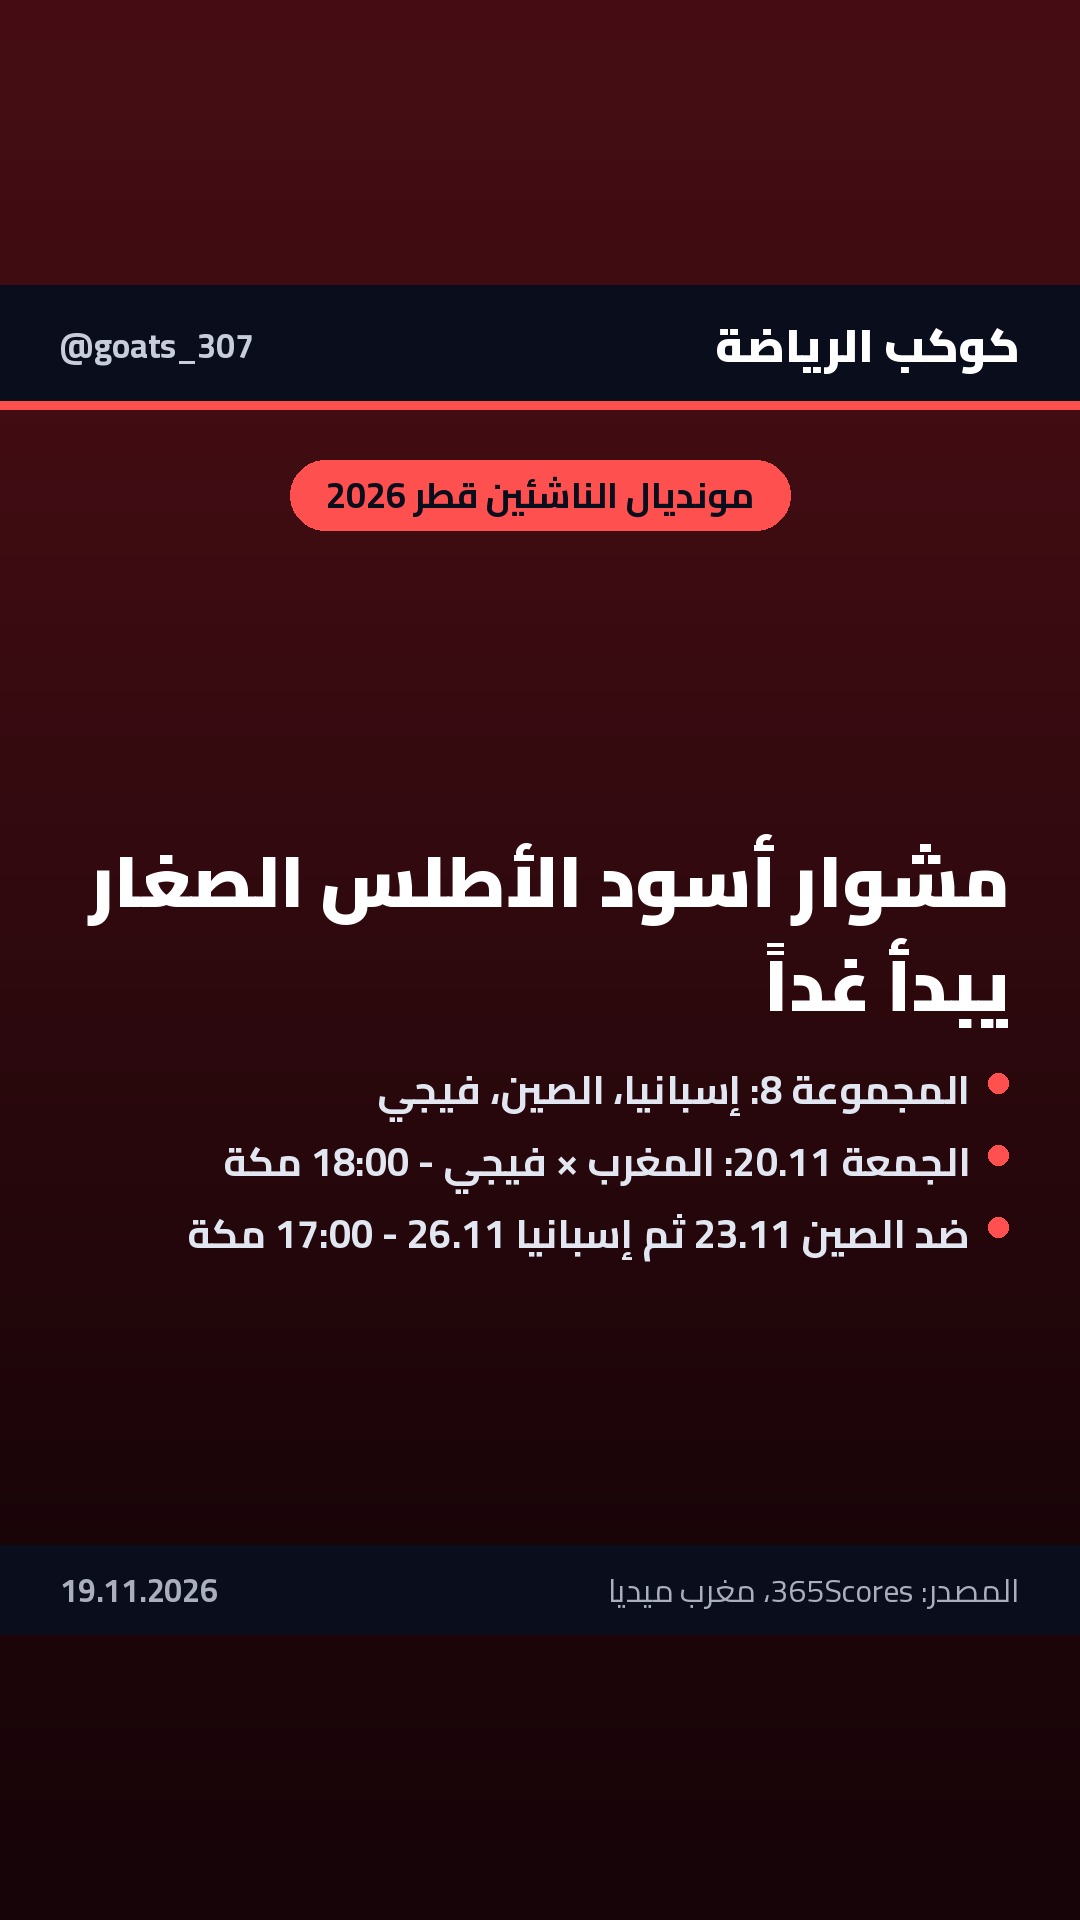 كوكب الرياضة
@goats_307
مونديال الناشئين قطر 2026
مشوار أسود الأطلس الصغار
يبدأ غداً
المجموعة 8: إسبانيا، الصين، فيجي
الجمعة 20.11: المغرب × فيجي - 18:00 مكة
ضد الصين 23.11 ثم إسبانيا 26.11 - 17:00 مكة
المصدر: 365Scores، مغرب ميديا
19.11.2026